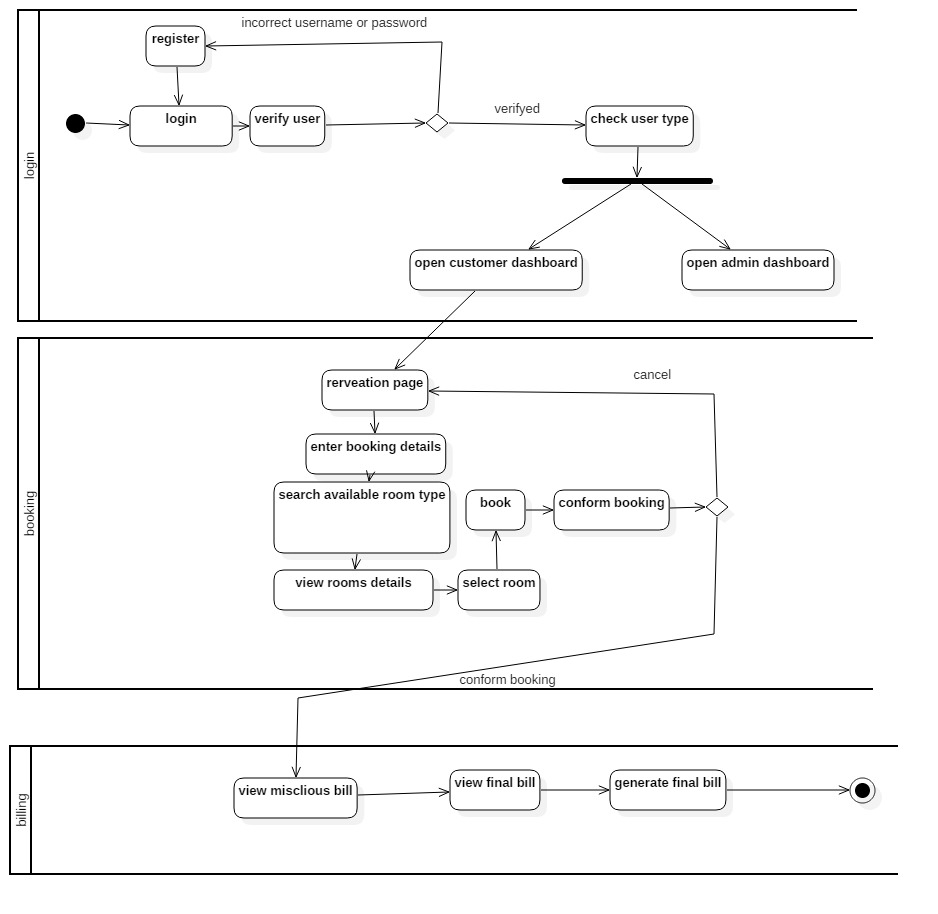 incorrect username or password
register
login
verify user
verifyed
check user type
login
open customer dashboard
open admin dashboard
rerveation page
cancel
enter booking details
search available room type
book
conform booking
booking
view rooms details
select room
conform booking
view misclious bill
view final bill
generate final bill
billing